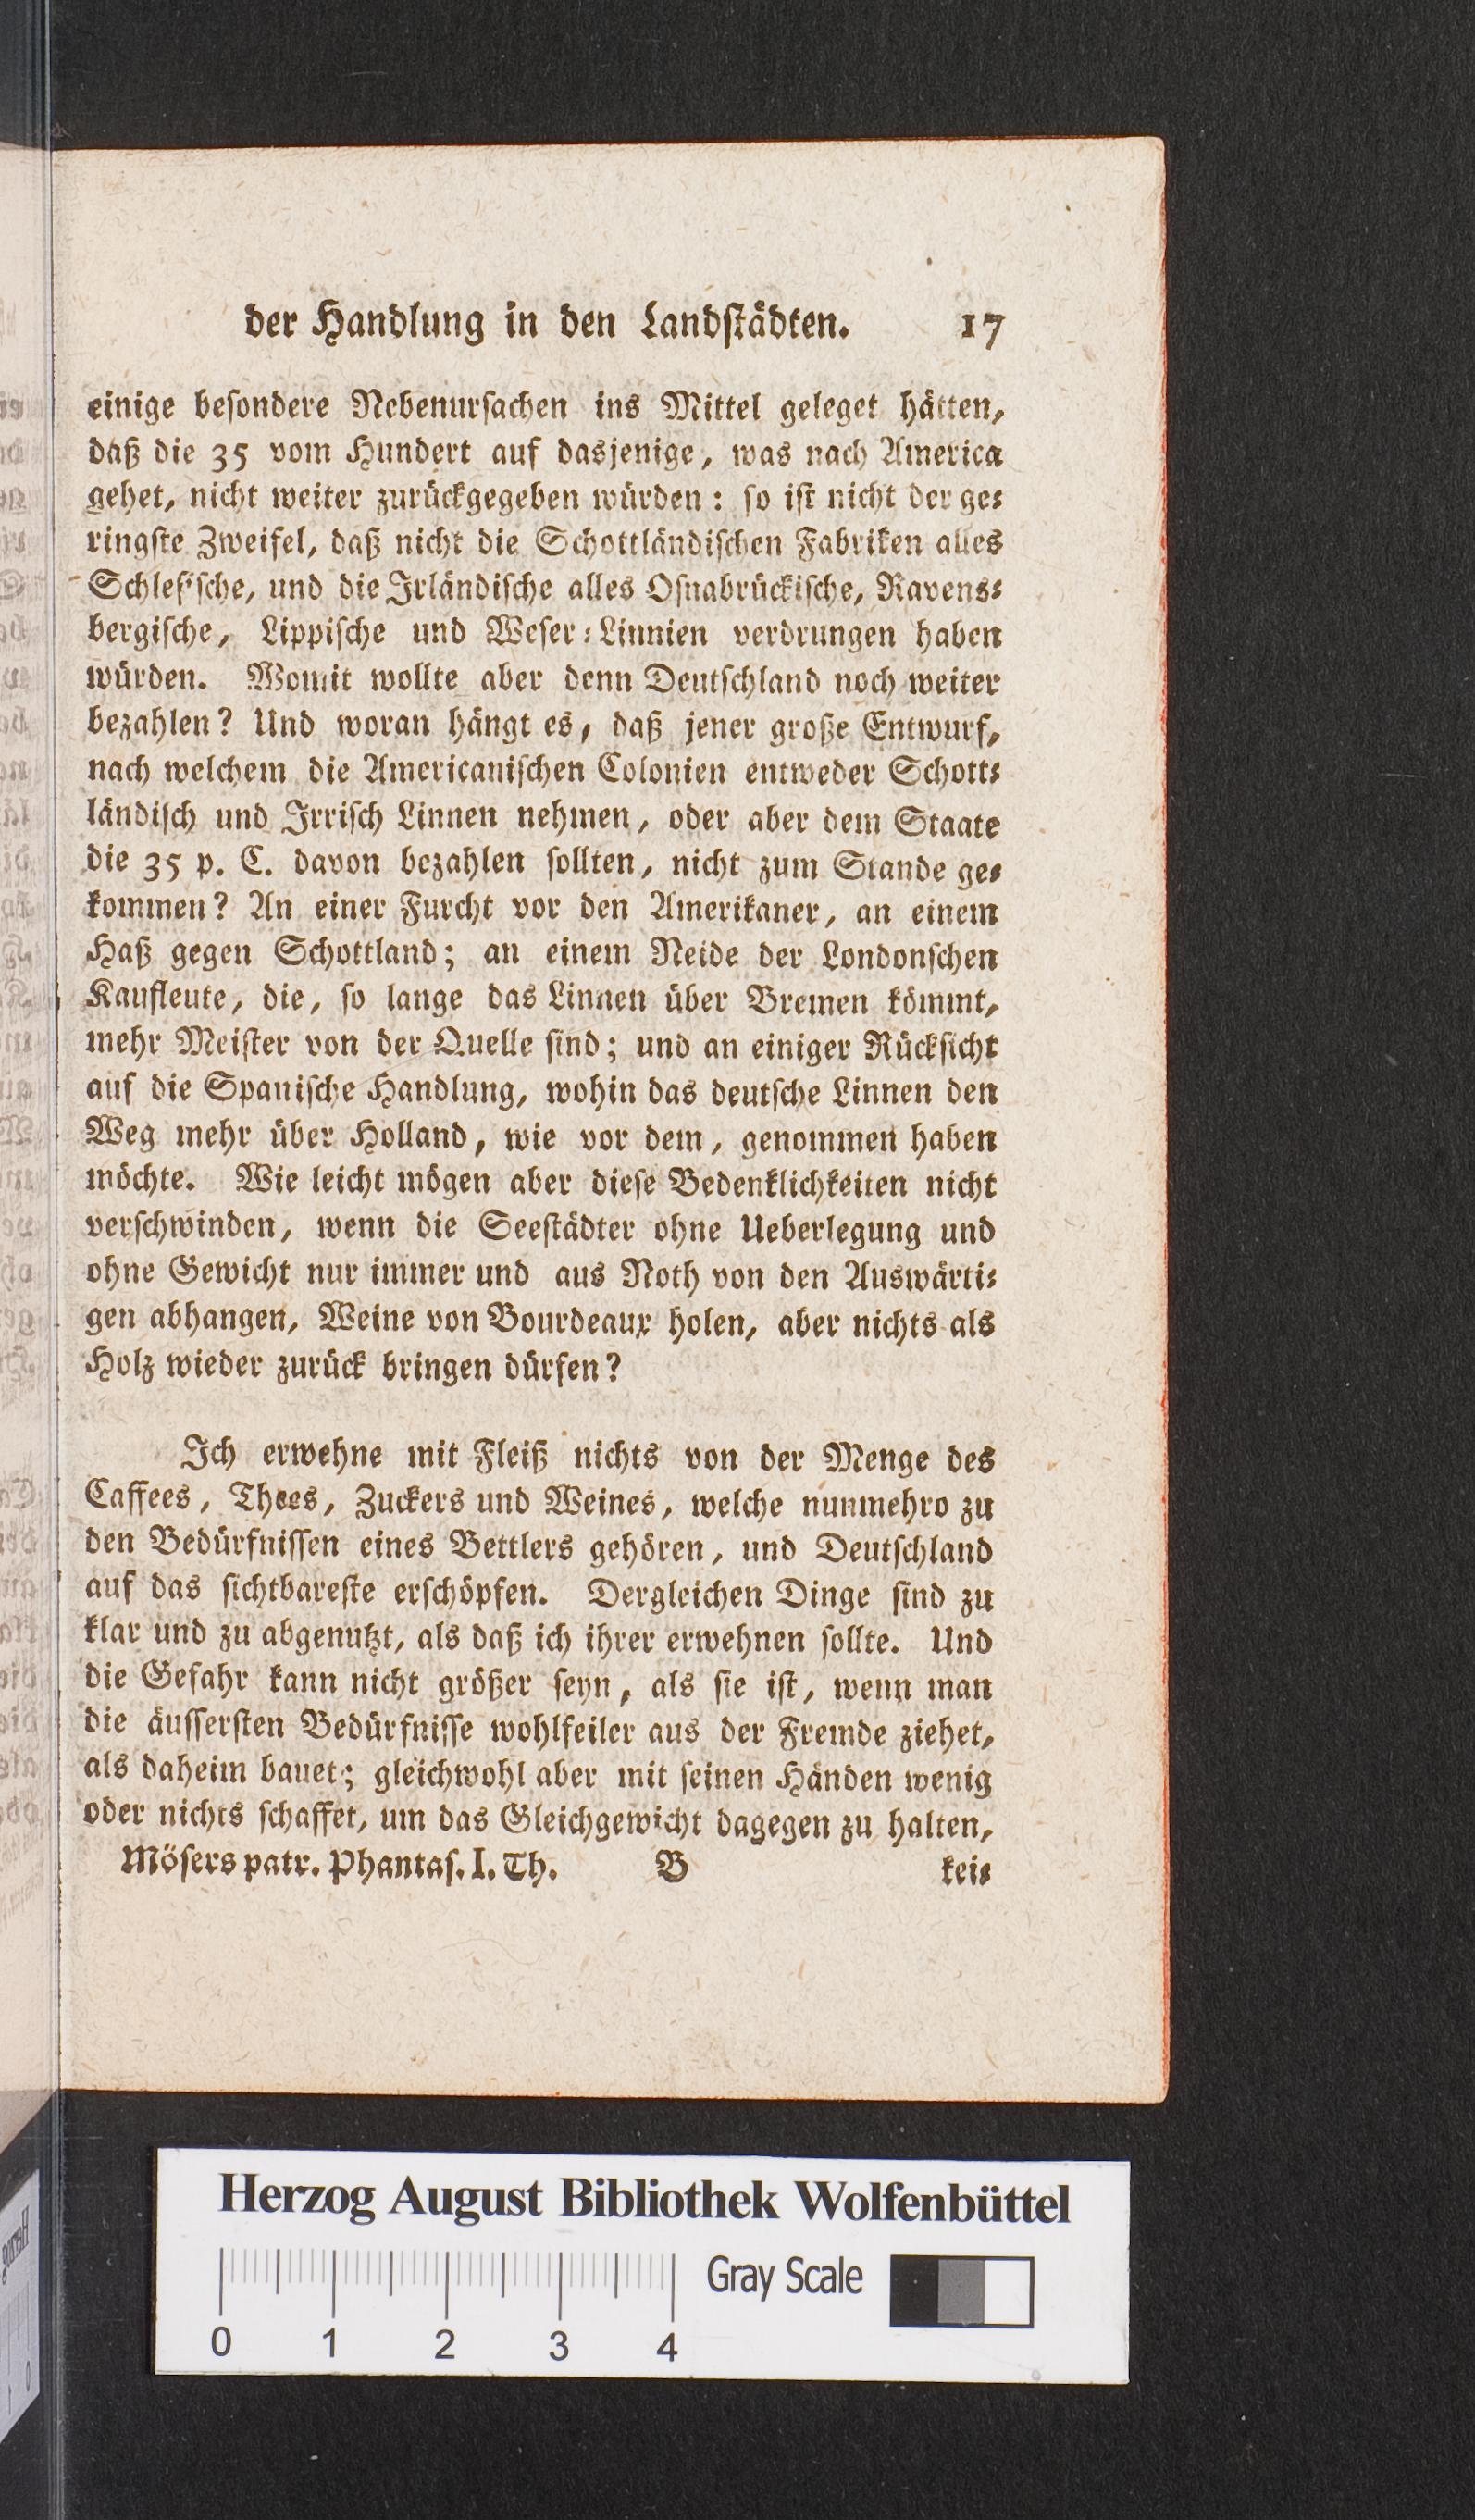 der Handlung in den Landſtädten. 17
einige beſondere Nebenurſachen ins Mittel geleget hätten,
daß die 35 vom Hundert auf dasjenige, was nach America
gehet, nicht weiter zurückgegeben würden: ſo iſt nicht der ge⸗
ringſte Zweifel, daß nicht die Schottländiſchen Fabriken alles
Schleſiſche, und die Irländiſche alles Oſnabrückiſche, Ravens⸗
bergiſche, Lippiſche und Weſer⸗Linnien verdrungen haben
würden. Womit wollte aber denn Deutſchland noch weiter
bezahlen? Und woran hängt es, daß jener große Entwurf,
nach welchem die Americaniſchen Colonien entweder Schott⸗
ländiſch und Irriſch Linnen nehmen, oder aber dem Staate
die 35 p. C. davon bezahlen ſollten, nicht zum Stande ge⸗
kommen? An einer Furcht vor den Amerikaner, an einem
Haß gegen Schottland; an einem Neide der Londonſchen
Kaufleute, die, ſo lange das Linnen über Bremen kömmt,
mehr Meiſter von der Quelle ſind; und an einiger Rückſicht
auf die Spaniſche Handlung, wohin das deutſche Linnen den
Weg mehr über Holland, wie vor dem, genommen haben
möchte. Wie leicht mögen aber dieſe Bedenklichkeiten nicht
verſchwinden, wenn die Seeſtädter ohne Ueberlegung und
ohne Gewicht nur immer und aus Noth von den Auswärti⸗
gen abhangen, Weine von Bourdeaux holen, aber nichts als
Holz wieder zurück bringen dürfen?
Ich erwehne mit Fleiß nichts von der Menge des
Caffees, Thees, Zuckers und Weines, welche nunmehro zu
den Bedürfniſſen eines Bettlers gehören, und Deutſchland
auf das ſichtbareſte erſchöpfen. Dergleichen Dinge ſind zu
klar und zu abgenutzt, als daß ich ihrer erwehnen ſollte. Und
die Gefahr kann nicht größer ſeyn, als ſie iſt, wenn man
die äuſſerſten Bedürfniſſe wohlfeiler aus der Fremde ziehet,
als daheim bauet; gleichwohl aber mit ſeinen Händen wenig
oder nichts ſchaffet, um das Gleichgewicht dagegen zu halten,
Möſers patr. Phantaſ. I. Th. B kei⸗
Herzog August Bibliothek Wolfenbüttel
Gray Scale
0 1 2 3 4